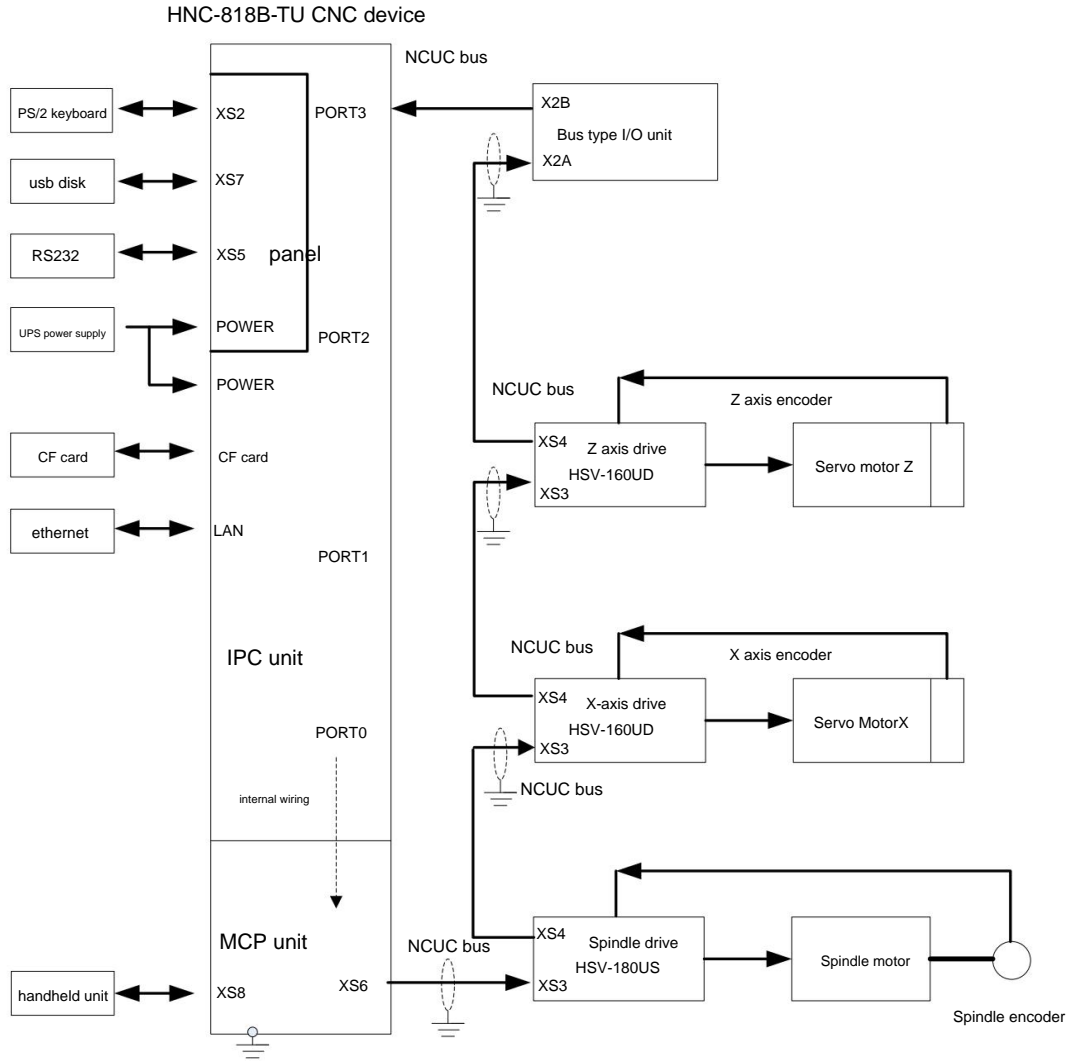 HNC-818B-TU CNC device
NCUC bus
PS/2 keyboard
XS2
PORT3
X2B
Bus type I/O unit
X2A
usb disk
XS7
RS232
XS5
panel
UPS power supply
POWER
PORT2
POWER
NCUC bus
Z axis encoder
CF card
CF card
XS4
Z axis drive
HSV-160UD
XS3
Servo motor Z
ethernet
LAN
PORT1
IPC unit
NCUC bus
X axis encoder
XS4
X-axis drive
HSV-160UD
XS3
Servo MotorX
PORT0
internal wiring
NCUC bus
MCP unit
NCUC bus
XS4
Spindle drive
HSV-180US
XS3
Spindle motor
handheld unit
XS8
XS6
Spindle encoder